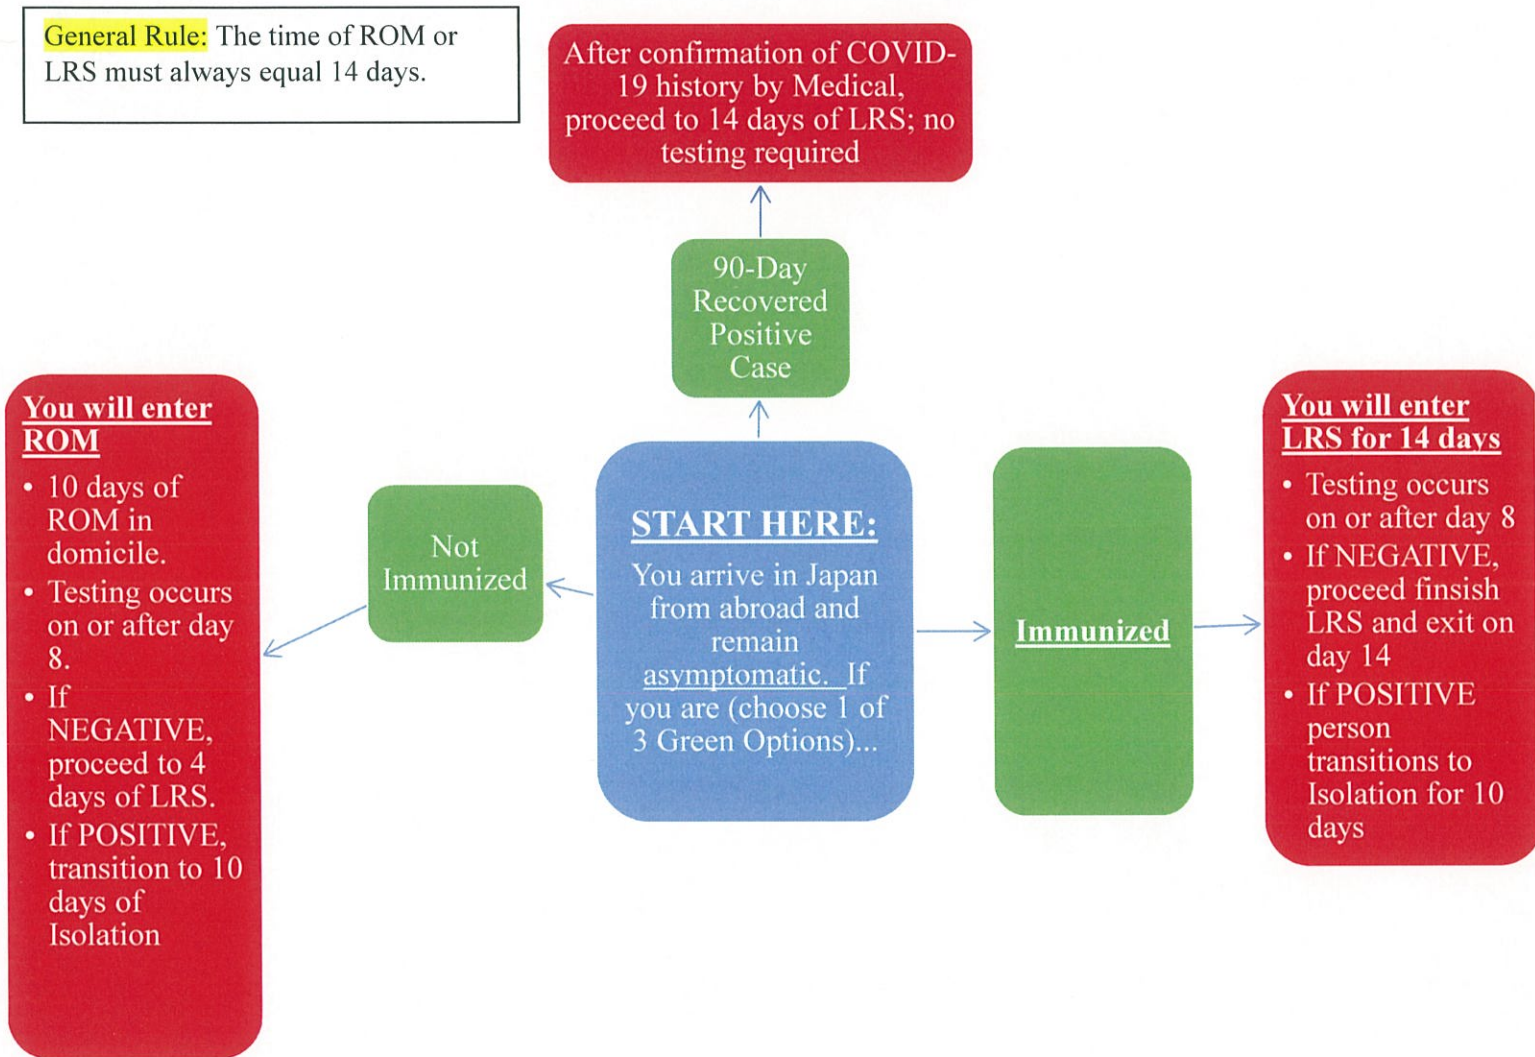 General Rule: The time of ROM or
LRS must always equal 14 days.
After confirmation of COVID-
19 history by Medical,
proceed to 14 days of LRS; no
testing required
90-Day
Recovered
Positive
Case
You will enter
ROM
• 10 days of
ROM in
domicile.
• Testing occurs
on or after day
8.
• If
NEGATIVE,
proceed to 4
days of LRS.
• If POSITIVE,
transition to 10
days of
Isolation
Not
Immunized
START HERE:
You arrive in Japan
from abroad and
remain
asymptomatic. If
you are (choose 1 of
3 Green Options)...
Immunized
You will enter
LRS for 14 days
• Testing occurs
on or after day 8
• If NEGATIVE,
proceed finsish
LRS and exit on
day 14
• If POSITIVE
person
transitions to
Isolation for 10
days